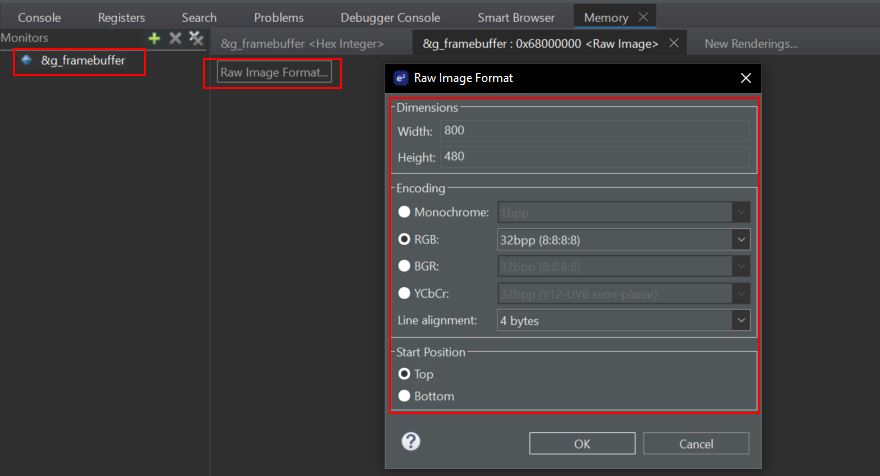 Console Registers Search Problems Debugger Console Smart Browser Memory
Monitors
&g_framebuffer <Hex Integer> &g_framebuffer : 0x68000000 <Raw Image> New Renderings...
&g_framebuffer
Raw Image Format...
e² Raw Image Format
Dimensions
Width: 800
Height: 480
Encoding
Monochrome: 1bpp
RGB: 32bpp (8:8:8:8)
BGR: 32bpp (8:8:8:8)
YCbCr: 32bpp (Y12-UV8 semi-planar)
Line alignment: 4 bytes
Start Position
Top
Bottom
? OK Cancel